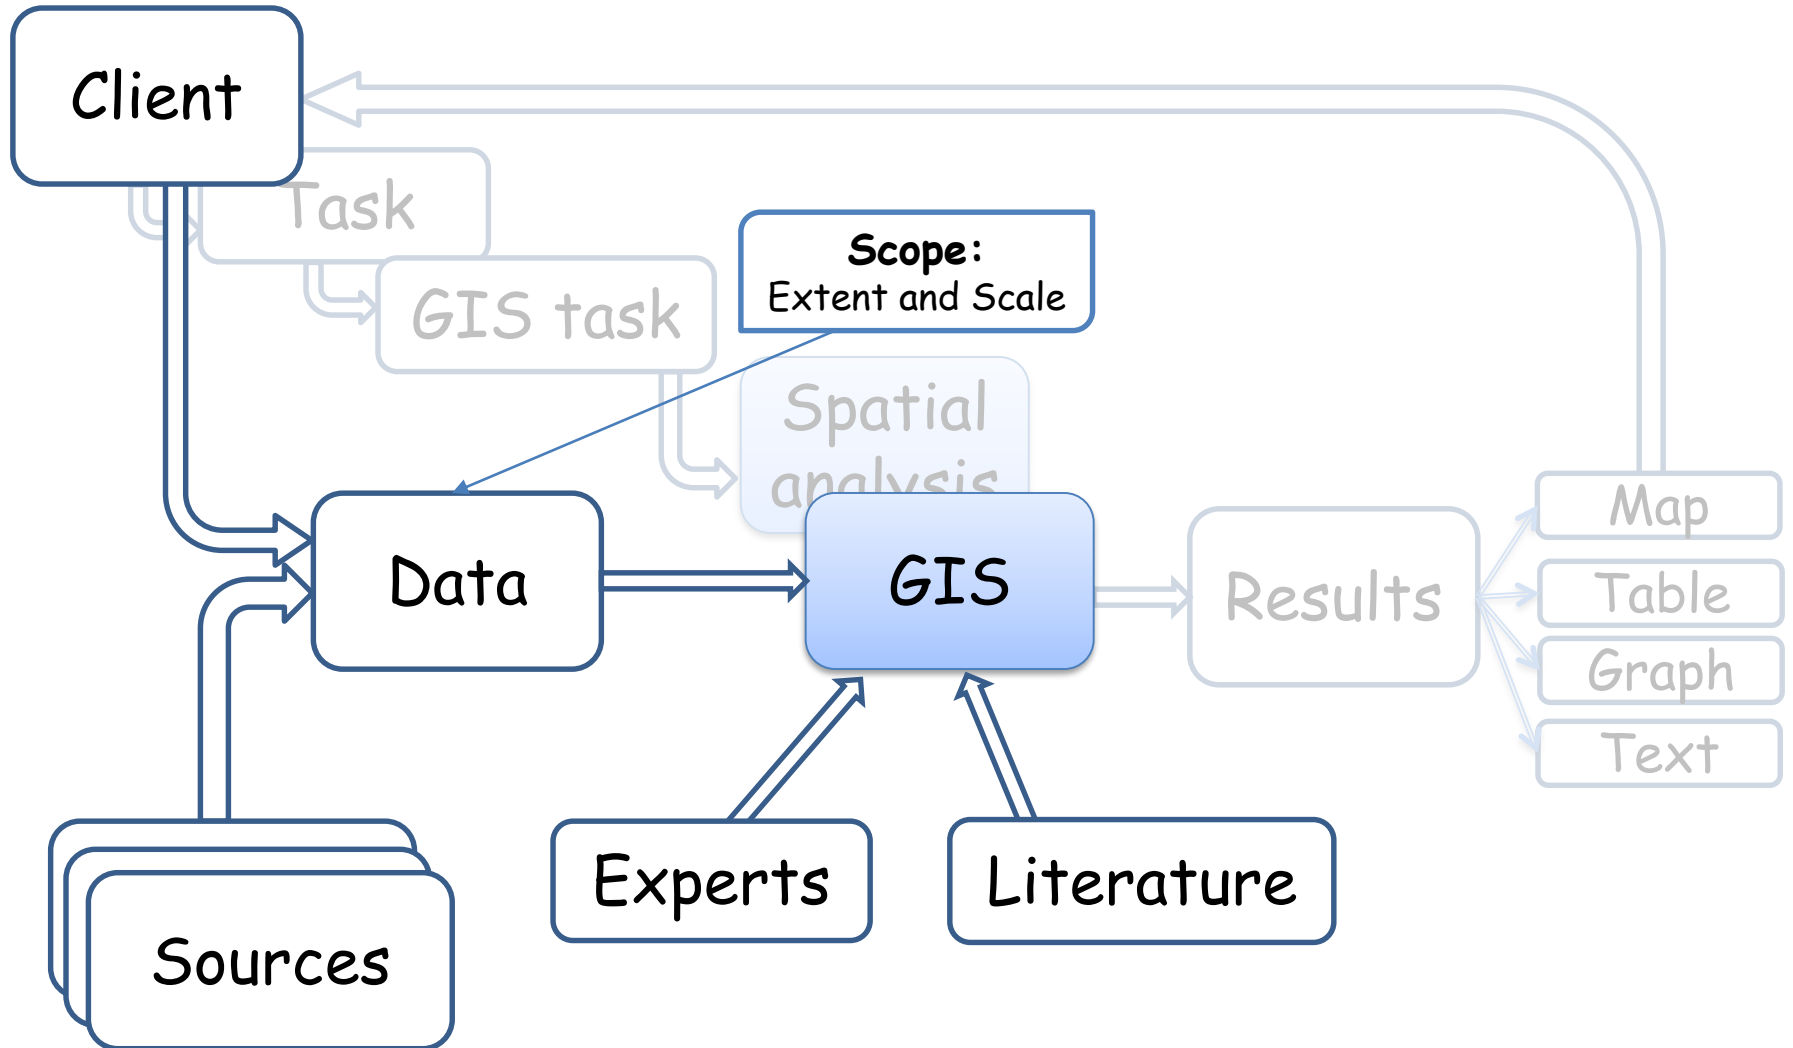 Client
Task
GIS task
Scope:
Extent and Scale
Spatial
analysis
Data
GIS
Results
Map
Table
Graph
Text
Experts
Literature
Sources